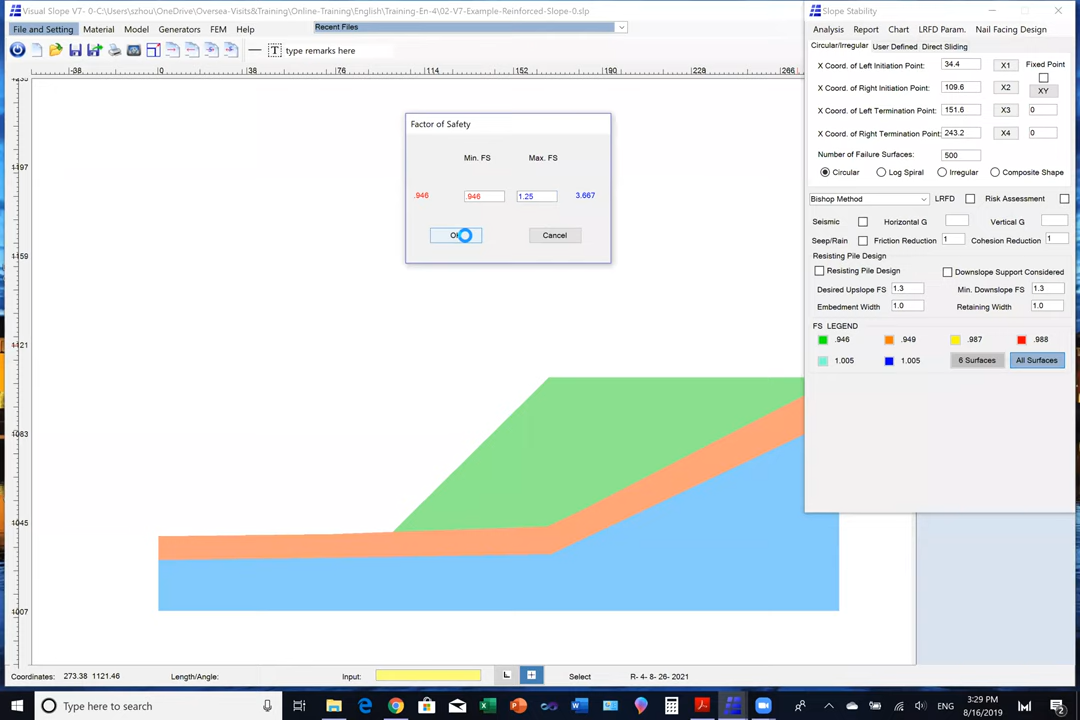 Visual Slope V7- 0-C:\Users\szhou\OneDrive\Oversea-Visits&Training\Online-Training\English\Training-En-4\02-V7-Example-Reinforced-Slope-0.slp
File and Setting Material Model Generators FEM Help Recent Files
type remarks here
-38 0 38 76 114 152 190 228 266
1235
1197
1159
1121
1083
1045
1007
Factor of Safety
Min. FS Max. FS
.946 .946 1.25 3.667
Cancel
Slope Stability
Analysis Report Chart LRFD Param. Nail Facing Design
Circular/Irregular User Defined Direct Sliding
X Coord. of Left Initiation Point: 34.4 X1 Fixed Point
X Coord. of Right Initiation Point: 109.6 X2 XY
X Coord. of Left Termination Point: 151.6 X3 0
X Coord. of Right Termination Point: 243.2 X4 0
Number of Failure Surfaces: 500
Circular Log Spiral Irregular Composite Shape
Bishop Method LRFD Risk Assessment
Seismic Horizontal G Vertical G
Seep/Rain Friction Reduction 1 Cohesion Reduction 1
Resisting Pile Design
Resisting Pile Design Downslope Support Considered
Desired Upslope FS 1.3 Min. Downslope FS 1.3
Embedment Width 1.0 Retaining Width 1.0
FS LEGEND
.946 .949 .987 .988
1.005 1.005 6 Surfaces All Surfaces
Coordinates: 273.38 1121.46 Length/Angle: Input: L Select R- 4- 8- 26- 2021
Type here to search
ENG
3:29 PM
8/16/2019
2